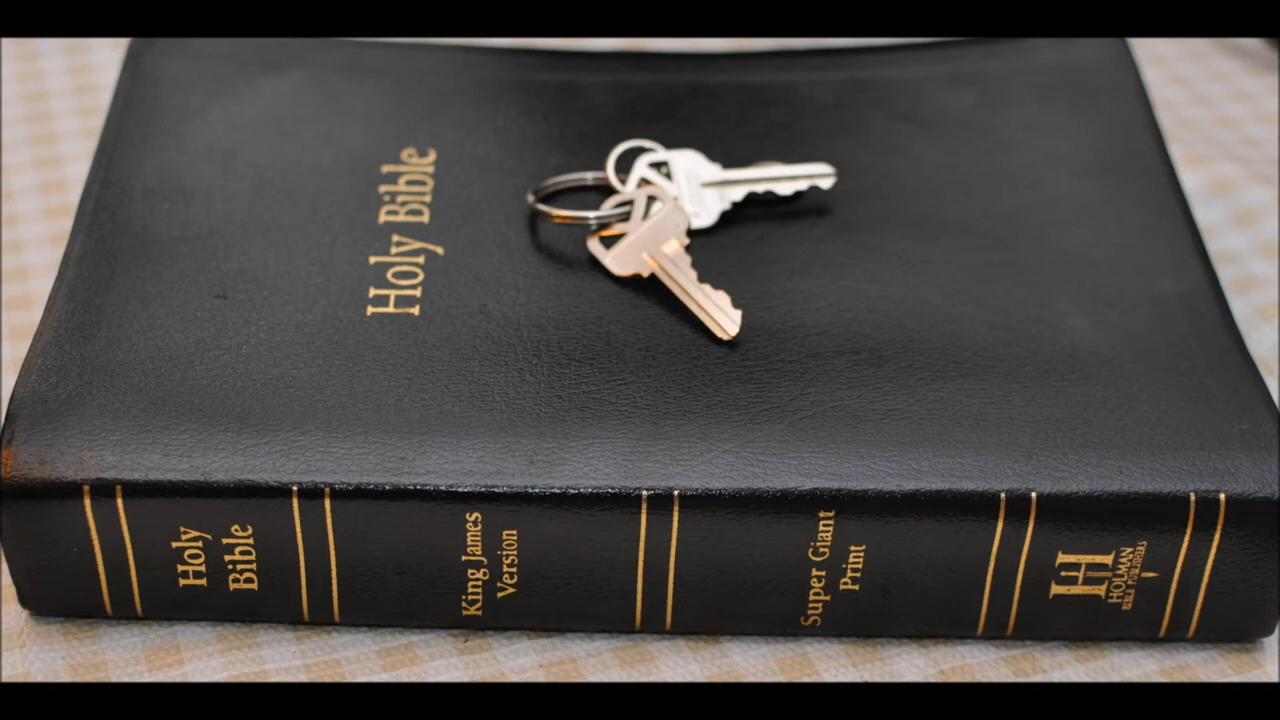 Holy Bible
Holy
Bible
King James
Version
Super Giant
Print
HOLMAN
BIBLE PUBLISHERS